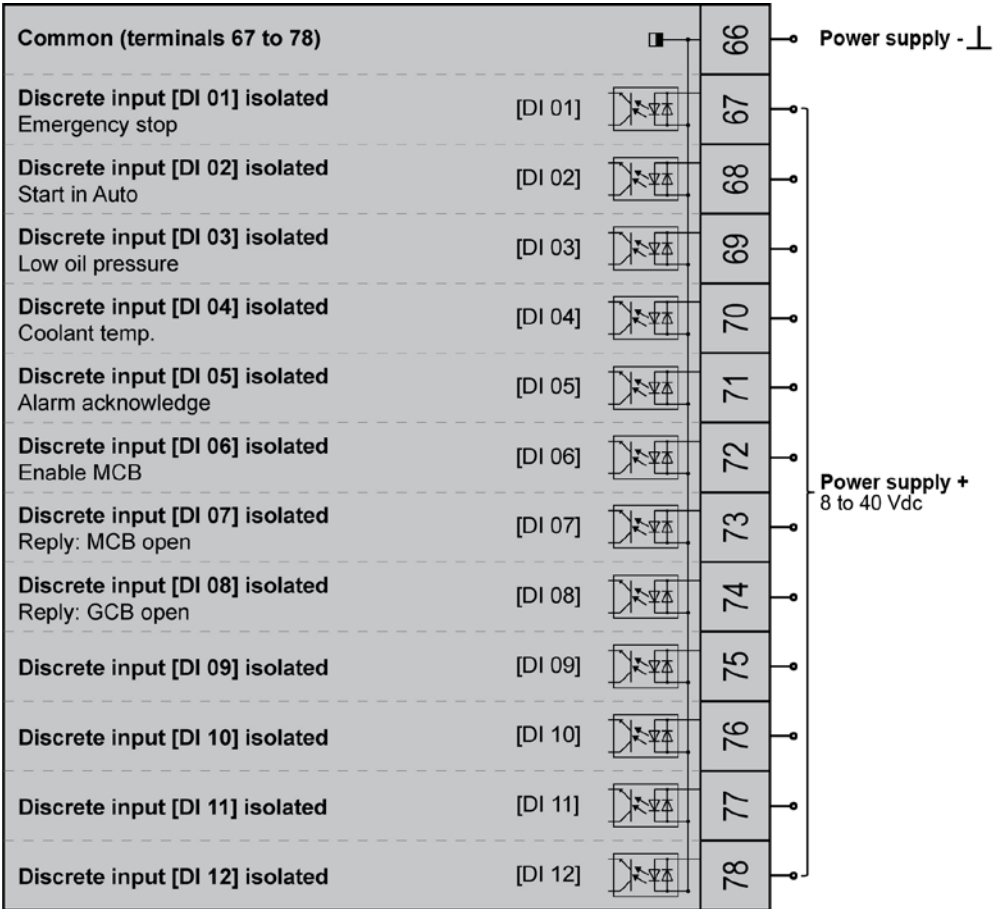 Common (terminals 67 to 78)
66
Power supply - ⊥
Discrete input [DI 01] isolated
Emergency stop
[DI 01]
67
Discrete input [DI 02] isolated
Start in Auto
[DI 02]
68
Discrete input [DI 03] isolated
Low oil pressure
[DI 03]
69
Discrete input [DI 04] isolated
Coolant temp.
[DI 04]
70
Discrete input [DI 05] isolated
Alarm acknowledge
[DI 05]
71
Discrete input [DI 06] isolated
Enable MCB
[DI 06]
72
Power supply +
8 to 40 Vdc
Discrete input [DI 07] isolated
Reply: MCB open
[DI 07]
73
Discrete input [DI 08] isolated
Reply: GCB open
[DI 08]
74
Discrete input [DI 09] isolated
[DI 09]
75
Discrete input [DI 10] isolated
[DI 10]
76
Discrete input [DI 11] isolated
[DI 11]
77
Discrete input [DI 12] isolated
[DI 12]
78